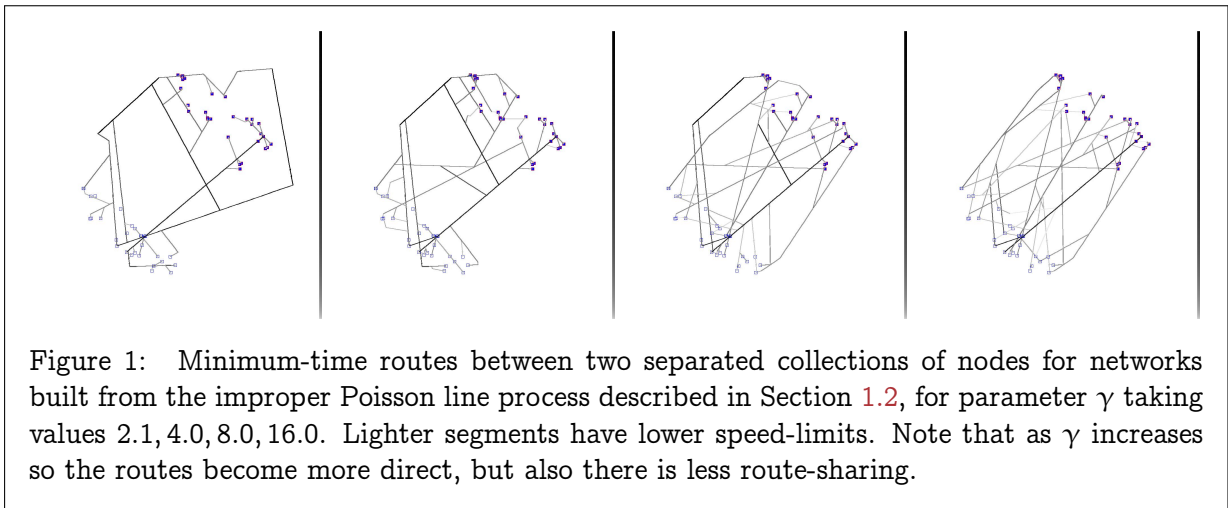 Figure 1: Minimum-time routes between two separated collections of nodes for networks
built from the improper Poisson line process described in Section 1.2, for parameter γ taking
values 2.1, 4.0, 8.0, 16.0. Lighter segments have lower speed-limits. Note that as γ increases
so the routes become more direct, but also there is less route-sharing.